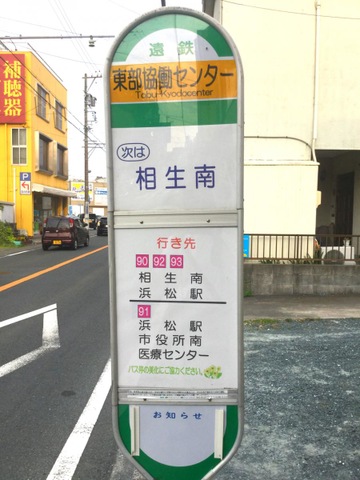 遠鉄
東部協働センター
Tobu-Kyodocenter
次は
相生南
行き先
90 92 93
相生南
浜松駅
91
浜松駅
市役所南
医療センター
バス停の美化にご協力ください。
お知らせ
補聴器
P